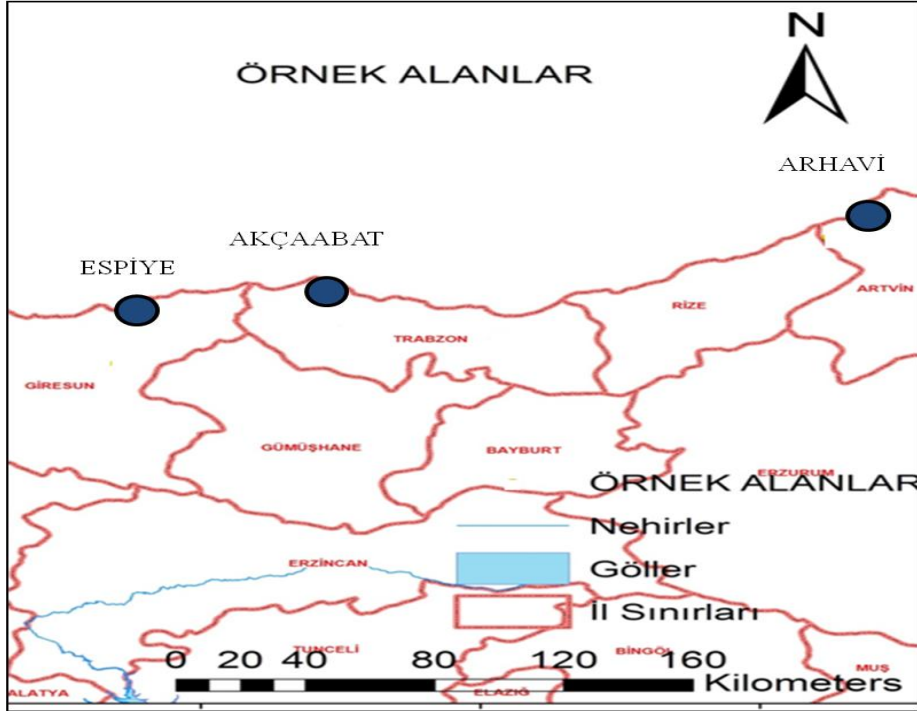 N
ÖRNEK ALANLAR
ARHAVİ
AKÇAABAT
ESPİYE
ARTVİN
RİZE
TRABZON
GİRESUN
GÜMÜŞHANE
BAYBURT
ERZURUM
ÖRNEK ALANLAR
Nehirler
ERZİNCAN
Göller
İl Sınırları
TUNCELİ
BİNGÖL
MUŞ
0 20 40 80 120 160
Kilometers
ALATYA
ELAZIĞ